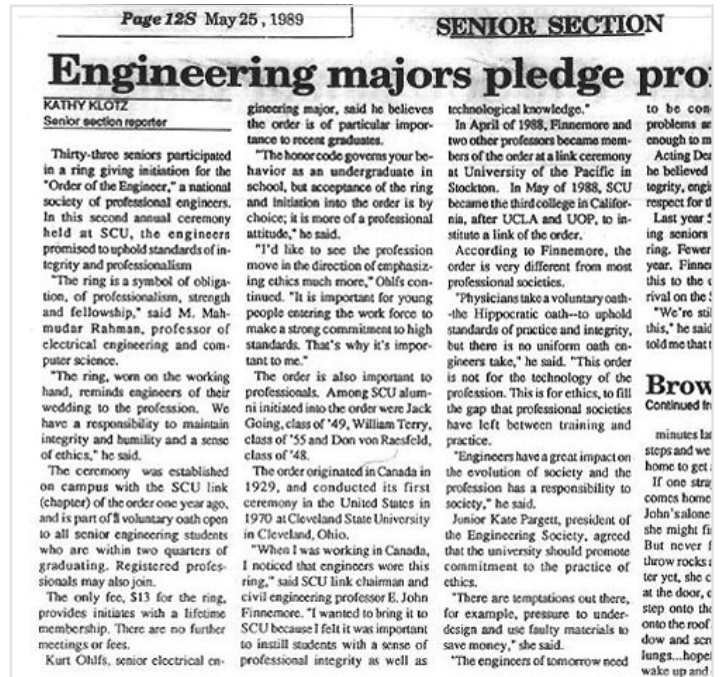 Page 12S May 25, 1989
SENIOR SECTION
Engineering majors pledge pro
KATHY KLOTZ
Senior section reporter
Thirty-three seniors participated
in a ring giving initiation for the
"Order of the Engineer," a national
society of professional engineers.
In this second annual ceremony
held at SCU, the engineers
promised to uphold standards of in-
tegrity and professionalism
"The ring is a symbol of obliga-
tion, of professionalism, strength
and fellowship," said M. Mah-
mudar Rahman, professor of
electrical engineering and com-
puter science.
"The ring, worn on the working
hand, reminds engineers of their
wedding to the profession. We
have a responsibility to maintain
integrity and humility and a sense
of ethics," he said.
The ceremony was established
on campus with the SCU link
(chapter) of the order one year ago,
and is part of a voluntary oath open
to all senior engineering students
who are within two quarters of
graduating. Registered profes-
sionals may also join.
The only fee, $13 for the ring,
provides initiates with a lifetime
membership. There are no further
meetings or fees.
Kurt Ohlfs, senior electrical en-
gineering major, said he believes
the order is of particular impor-
tance to recent graduates.
"The honor code governs your be-
havior as an undergraduate in
school, but acceptance of the ring
and initiation into the order is by
choice; it is more of a professional
attitude," he said.
"I'd like to see the profession
move in the direction of emphasiz-
ing ethics much more," Ohlfs con-
tinued. "It is important for young
people entering the work force to
make a strong commitment to high
standards. That's why it's impor-
tant to me."
The order is also important to
professionals. Among SCU alum-
ni initiated into the order were Jack
Going, class of '49, William Terry,
class of '55 and Don von Raesfeld,
class of '48.
The order originated in Canada in
1929, and conducted its first
ceremony in the United States in
1970 at Cleveland State University
in Cleveland, Ohio.
"When I was working in Canada,
I noticed that engineers wore this
ring," said SCU link chairman and
civil engineering professor E. John
Finnemore. "I wanted to bring it to
SCU because I felt it was important
to instill students with a sense of
professional integrity as well as
technological knowledge."
In April of 1988, Finnemore and
two other professors became mem-
bers of the order at a link ceremony
at University of the Pacific in
Stockton. In May of 1988, SCU
became the third college in Califor-
nia, after UCLA and UOP, to in-
stitute a link of the order.
According to Finnemore, the
order is very different from most
professional societies.
"Physicians take a voluntary oath-
-the Hippocratic oath--to uphold
standards of practice and integrity,
but there is no uniform oath en-
gineers take," he said. "This order
is not for the technology of the
profession. This is for ethics, to fill
the gap that professional societies
have left between training and
practice.
"Engineers have a great impact on
the evolution of society and the
profession has a responsibility to
society," he said.
Junior Kate Pargett, president of
the Engineering Society, agreed
that the university should promote
commitment to the practice of
ethics.
"There are temptations out there,
for example, pressure to under-
design and use faulty materials to
save money," she said.
"The engineers of tomorrow need
to be con
problems
enough to m
Acting De
he believed
tegrity, engi
respect for
Last year S
ing seniors
ring. Fewer
year. Finne
this to the
rival on the
"We're sti
this," he said
told me that
Brow
Continued fr
minutes la
steps and we
home to get
If one stra
comes home
John's alone
she might fi
But never
throw rocks
ter yet, she
at the door,
step onto the
onto the roof
dow and scr
lungs...hope
wake up and